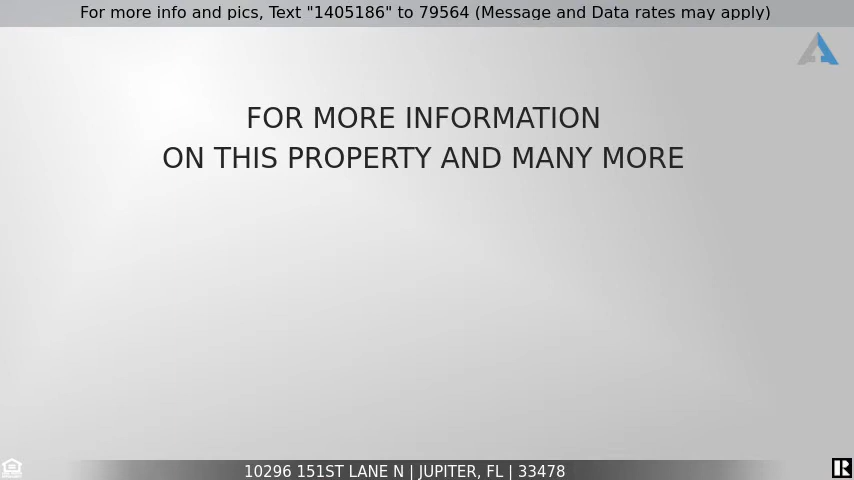 For more info and pics, Text "1405186" to 79564 (Message and Data rates may apply)
FOR MORE INFORMATION
ON THIS PROPERTY AND MANY MORE
10296 151ST LANE N | JUPITER, FL | 33478